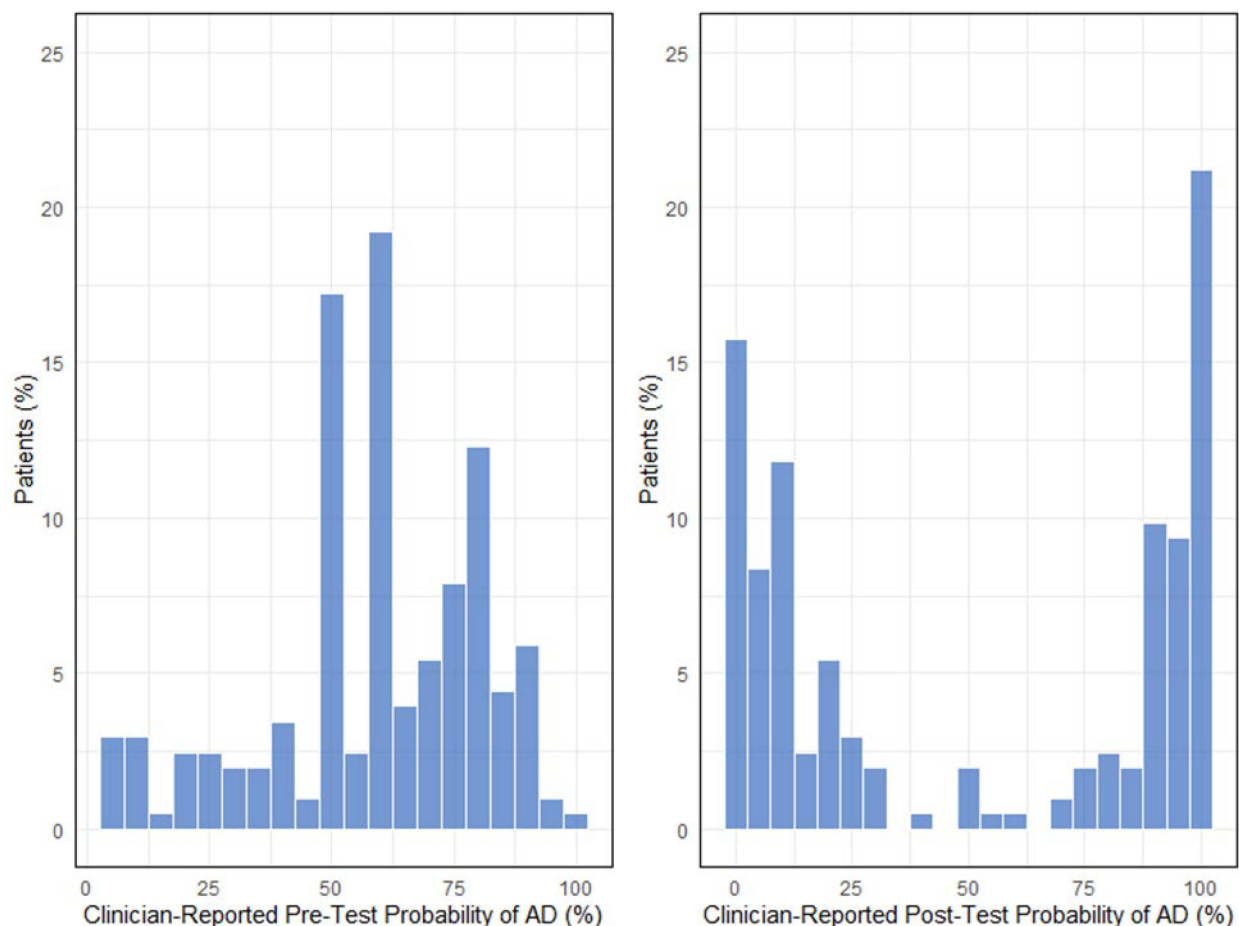 25
20
15
10
5
0
Patients (%)
0 25 50 75 100
Clinician-Reported Pre-Test Probability of AD (%)
25
20
15
10
5
0
Patients (%)
0 25 50 75 100
Clinician-Reported Post-Test Probability of AD (%)